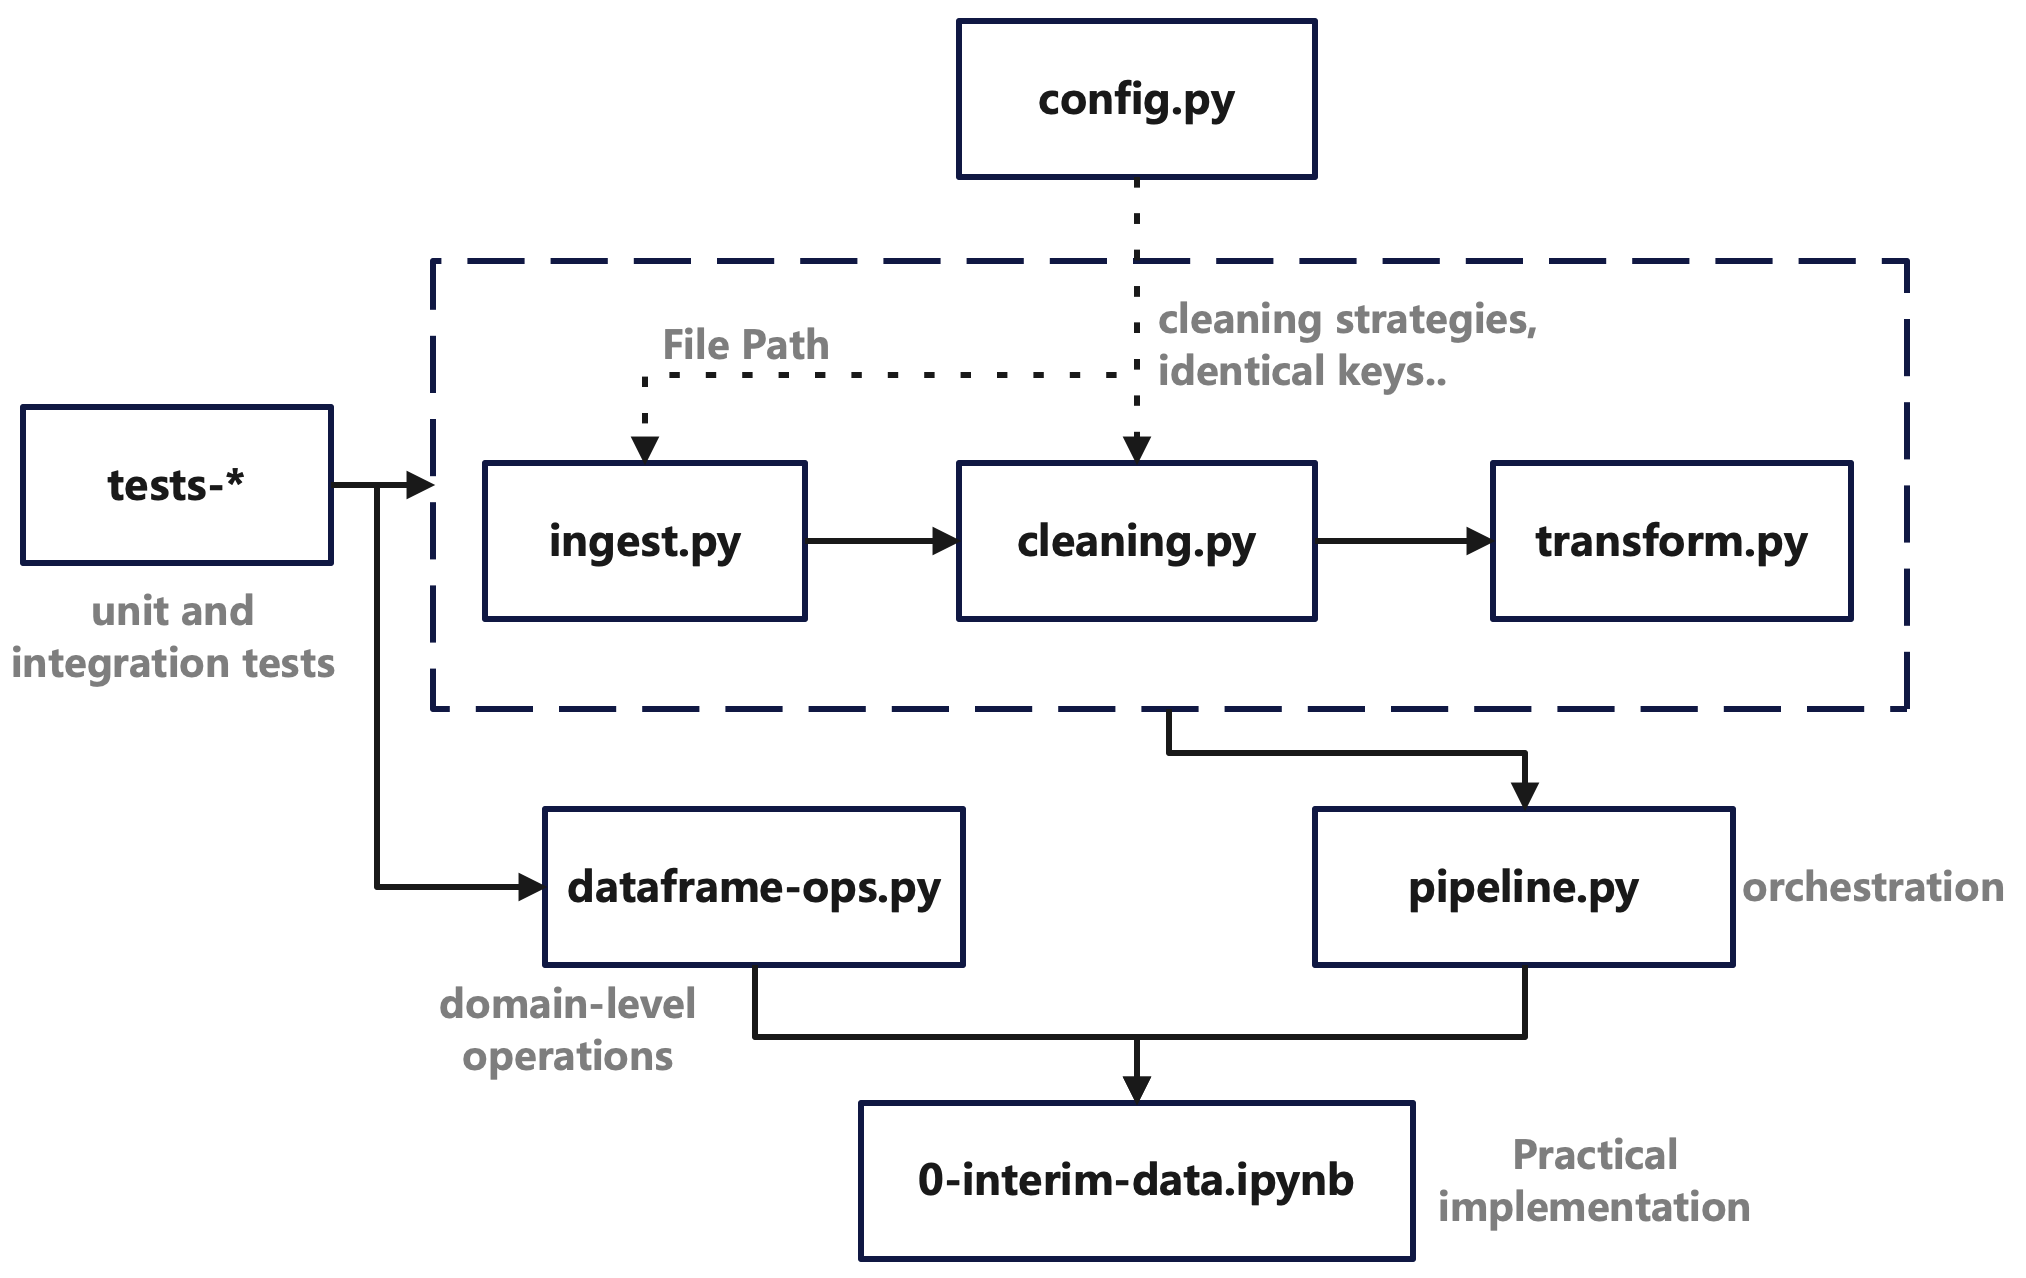 config.py
cleaning strategies,
identical keys..
File Path
tests-*
unit and
integration tests
ingest.py
cleaning.py
transform.py
dataframe-ops.py
domain-level
operations
pipeline.py
orchestration
0-interim-data.ipynb
Practical
implementation